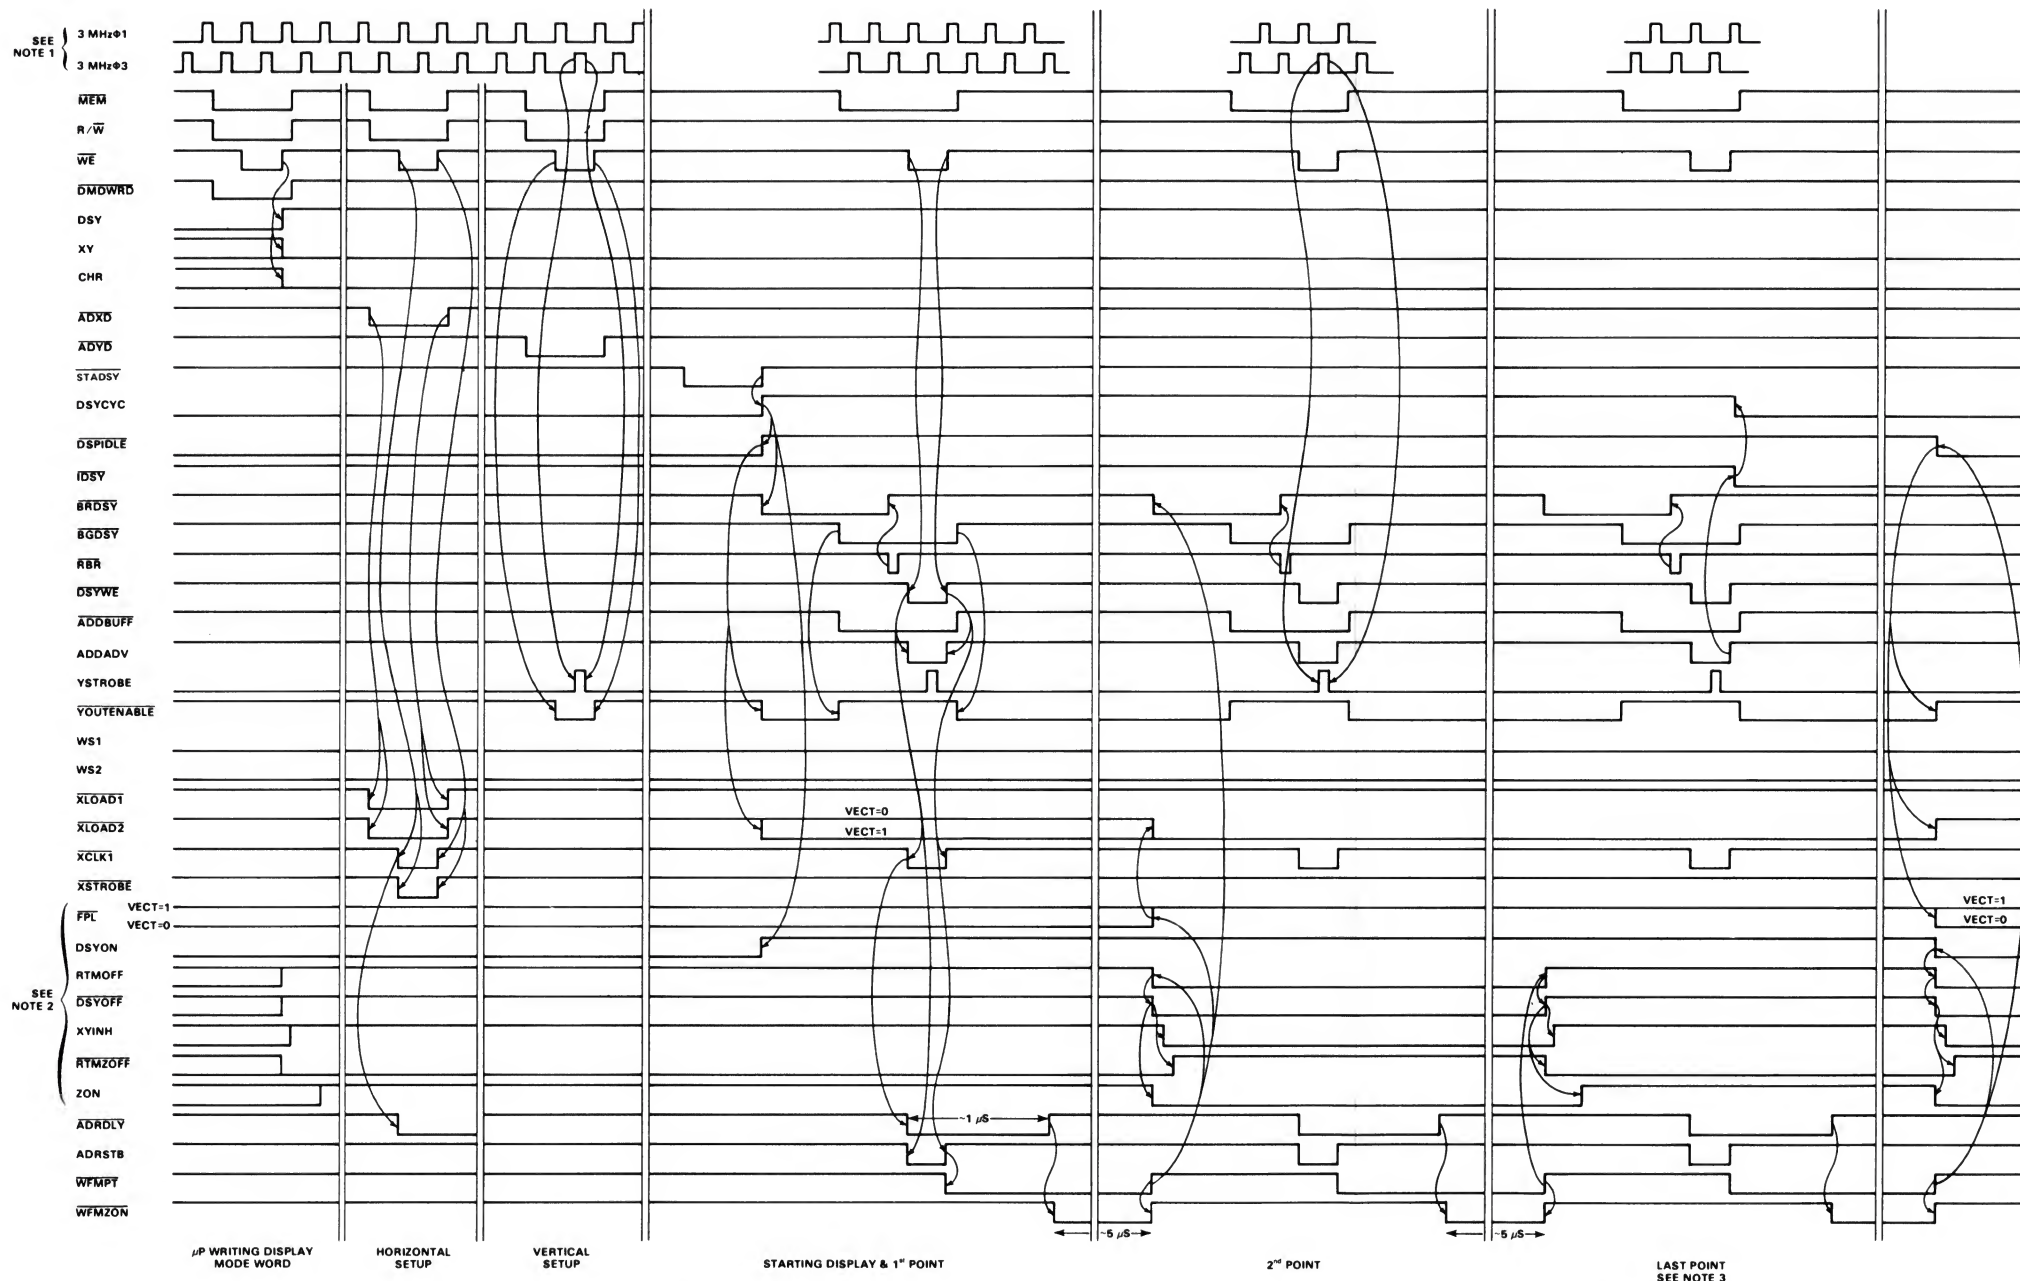 SEE
NOTE 1
3 MHzΦ1
3 MHzΦ3
MEM
R/W
WE
DMDWRD
DSY
XY
CHR
ADXD
ADYD
STADSY
DSYCYC
DSPIDLE
IDSY
BRDSY
BGDSY
RBR
DSYWE
ADDBUFF
ADDADV
YSTROBE
YOUTENABLE
WS1
WS2
XLOAD1
VECT=0
XLOAD2
VECT=1
XCLK1
XSTROBE
VECT=1
FPL
VECT=0
VECT=1
VECT=0
DSYON
RTMOFF
SEE
NOTE 2
DSYOFF
XYINH
RTMZOFF
ZON
ADRDLY
~1 μS
ADRSTB
WFMPT
WFMZON
~5 μS
~5 μS
μP WRITING DISPLAY
MODE WORD
HORIZONTAL
SETUP
VERTICAL
SETUP
STARTING DISPLAY & 1st POINT
2nd POINT
LAST POINT
SEE NOTE 3